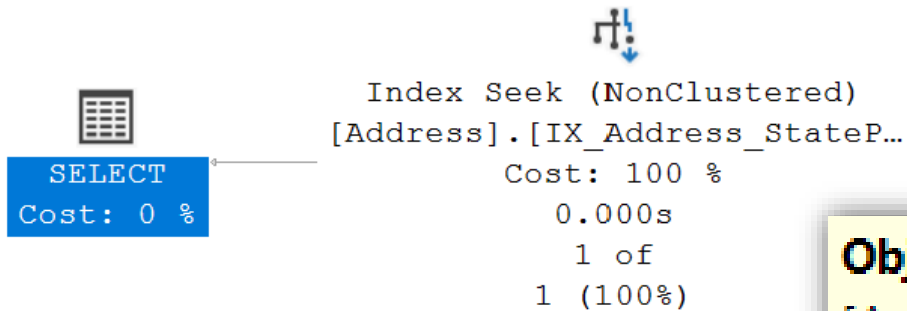 Index Seek (NonClustered)
[Address].[IX_Address_StateP…
SELECT
Cost: 100 %
Cost: 0 %
0.000s
1 of
1 (100%)
Ob